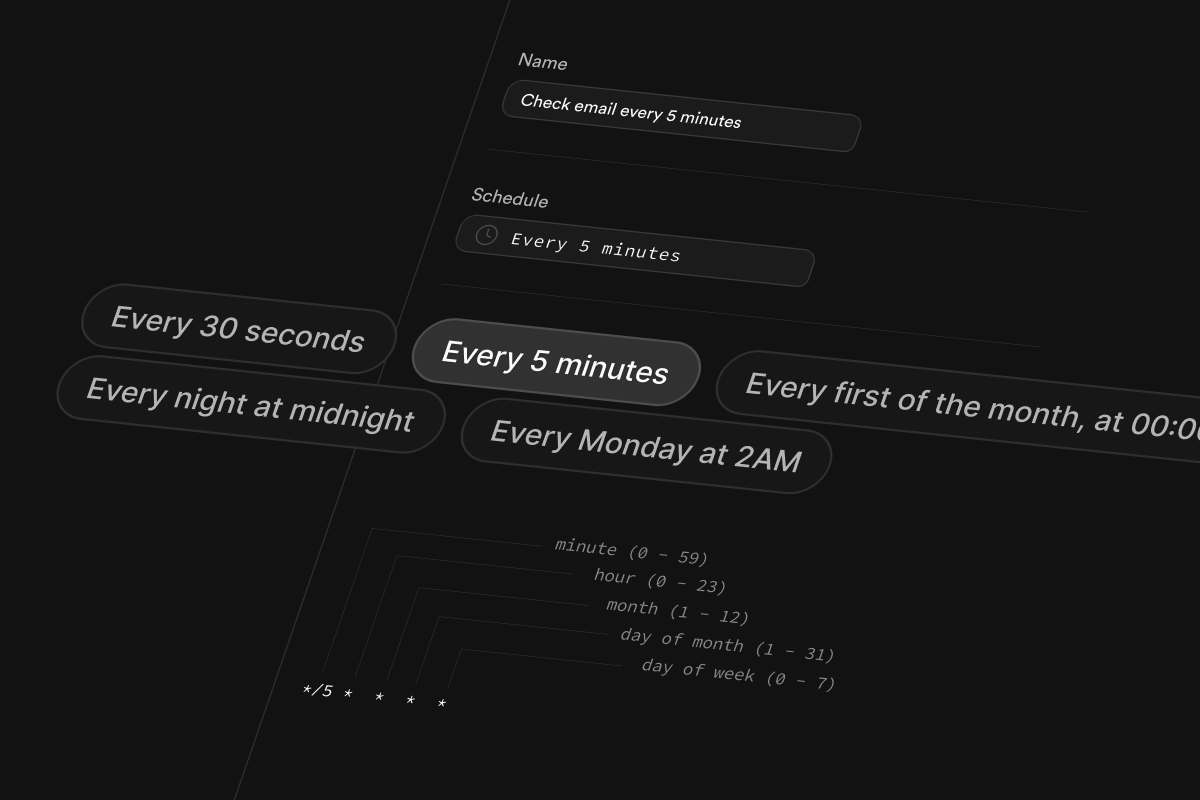 Name
Check email every 5 minutes
Schedule
Every 5 minutes
Every 30 seconds
Every 5 minutes
Every first of the month, at 00:0
Every night at midnight
Every Monday at 2AM
minute (0 - 59)
hour (0 - 23)
month (1 - 12)
day of month (1 - 31)
day of week (0 - 7)
*/5 * * * *